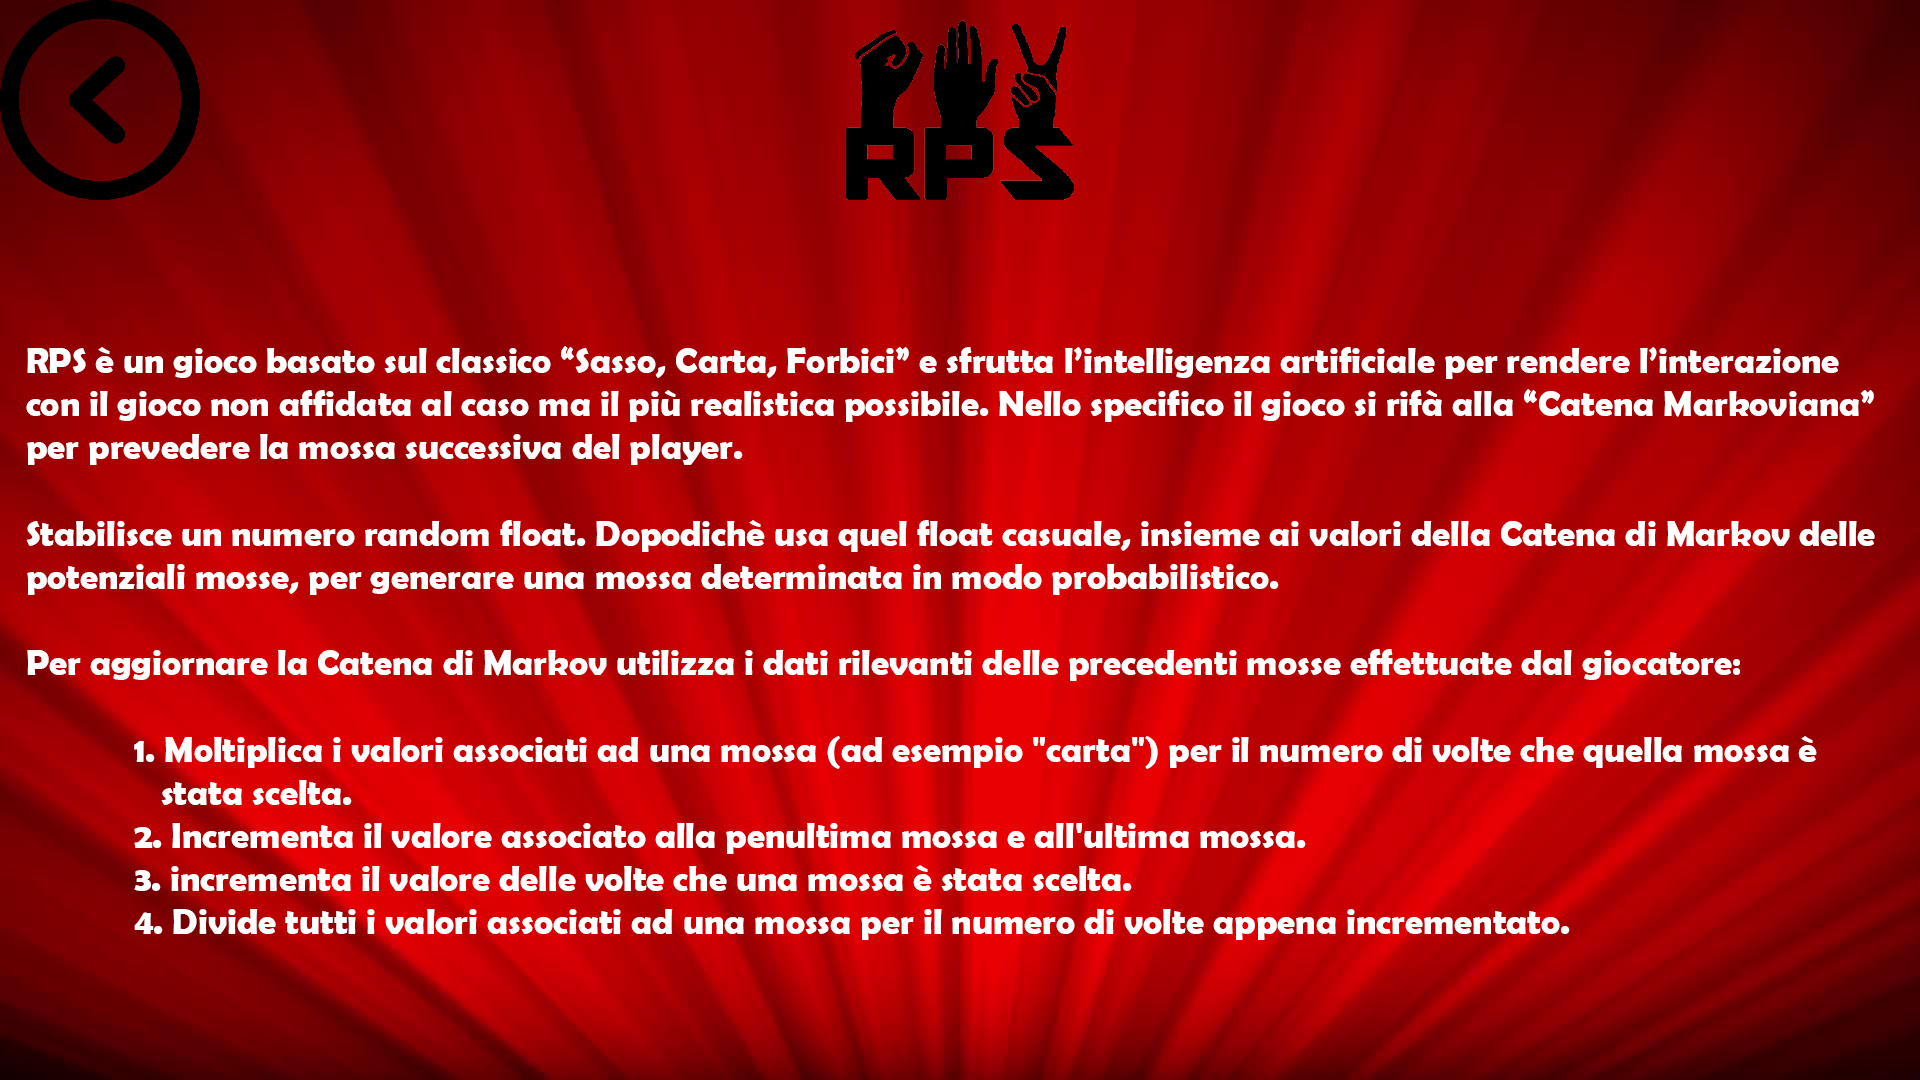 RPS
RPS è un gioco basato sul classico “Sasso, Carta, Forbici” e sfrutta l’intelligenza artificiale per rendere l’interazione
con il gioco non affidata al caso ma il più realistica possibile. Nello specifico il gioco si rifà alla “Catena Markoviana”
per prevedere la mossa successiva del player.
Stabilisce un numero random float. Dopodichè usa quel float casuale, insieme ai valori della Catena di Markov delle
potenziali mosse, per generare una mossa determinata in modo probabilistico.
Per aggiornare la Catena di Markov utilizza i dati rilevanti delle precedenti mosse effettuate dal giocatore:
1. Moltiplica i valori associati ad una mossa (ad esempio "carta") per il numero di volte che quella mossa è
stata scelta.
2. Incrementa il valore associato alla penultima mossa e all'ultima mossa.
3. incrementa il valore delle volte che una mossa è stata scelta.
4. Divide tutti i valori associati ad una mossa per il numero di volte appena incrementato.